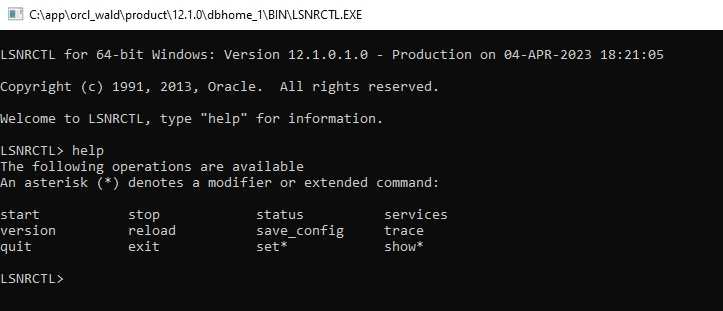 C:\app\orcl_wald\product\12.1.0\dbhome_1\BIN\LSNRCTL.EXE
LSNRCTL for 64-bit Windows: Version 12.1.0.1.0 - Production on 04-APR-2023 18:21:05
Copyright (c) 1991, 2013, Oracle.  All rights reserved.
Welcome to LSNRCTL, type "help" for information.
LSNRCTL> help
The following operations are available
An asterisk (*) denotes a modifier or extended command:
start           stop            status          services
version         reload          save_config     trace
quit            exit            set*            show*
LSNRCTL>